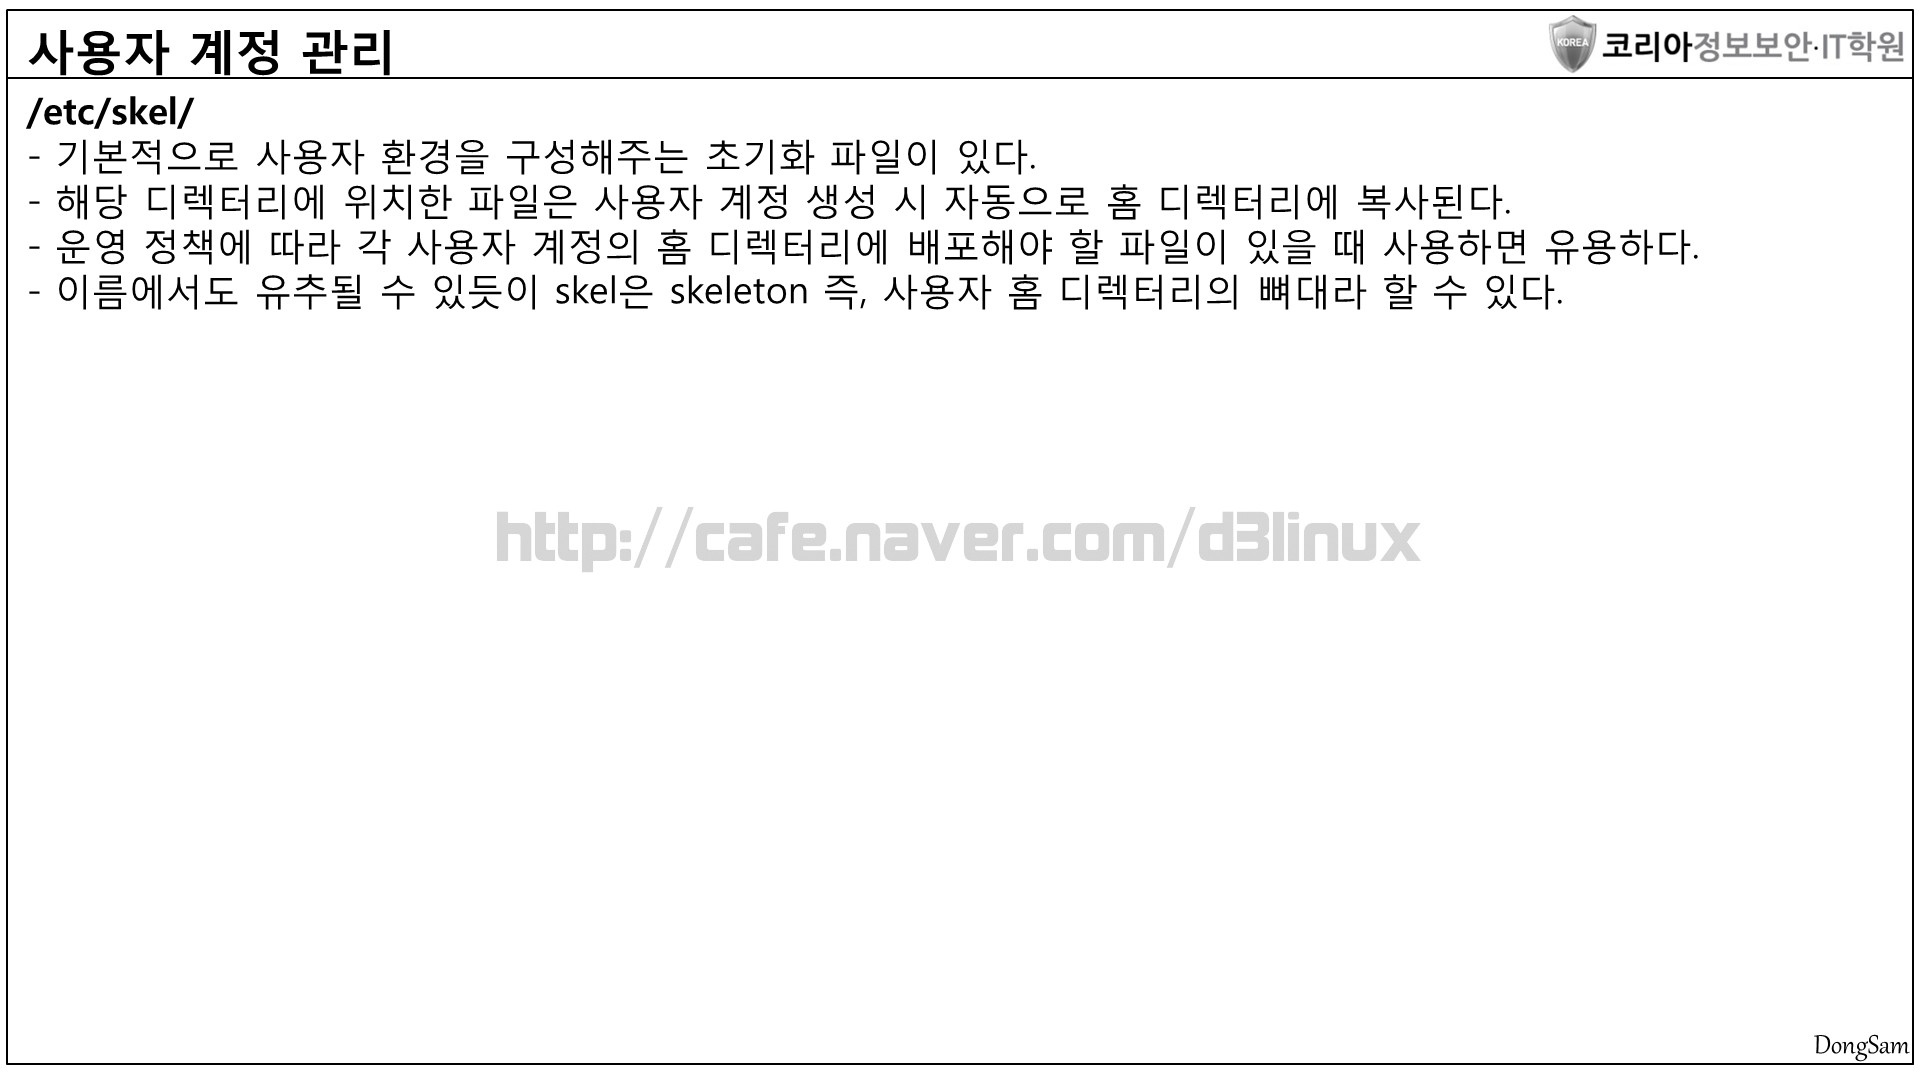 사용자 계정 관리
KOREA
코리아정보보안·IT학원
/etc/skel/
- 기본적으로 사용자 환경을 구성해주는 초기화 파일이 있다.
- 해당 디렉터리에 위치한 파일은 사용자 계정 생성 시 자동으로 홈 디렉터리에 복사된다.
- 운영 정책에 따라 각 사용자 계정의 홈 디렉터리에 배포해야 할 파일이 있을 때 사용하면 유용하다.
- 이름에서도 유추될 수 있듯이 skel은 skeleton 즉, 사용자 홈 디렉터리의 뼈대라 할 수 있다.
http://cafe.naver.com/d3linux
DongSam